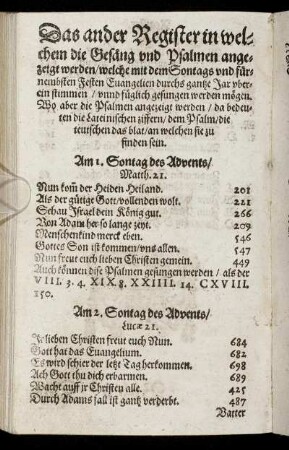 Das ander Register in wel-
chem die Gesäng vnd Psalmen ange-
zeigt werden/welche mit dem Sontags vnd für-
nembsten Festen Euangelien durchs gantze Jar vber-
ein stimmen/vnnd füglich gesungen werden mögen.
Wo aber die Psalmen angezeigt werden/da bedeu-
ten die Lateinischen ziffern/dem Psalm/die
teutschen das blat/an welchen sie zu
finden sein.
Am 1. Sontag des Advents/
Matth. 21.
Nun kom̃ der Heiden Heiland. 201
Als der gütige Gott/vollenden wolt. 221
Schau Israel dein König gut. 266
Von Adam her so lange zeyt. 209
Menschenkind merck eben. 546
Gottes Son ist kommen/vns allen. 547
Nun freut euch lieben Christen gemein. 449
Auch können dise Psalmen gesungen werden/als der
VIII. 3. 4. XIX. 8. XXIIII. 14. CXVIII.
150.
Am 2. Sontag des Advents/
Lucæ 21.
Ir lieben Christen freut euch Nun. 684
Gott hat das Euangelium. 682
Es wird schier der letzt Tag herkommen. 698
Ach Gott thu dich erbarmen. 689
Wacht auff jr Christen alle. 425
Durch Adams fall ist gantz verderbt. 487
Vatter